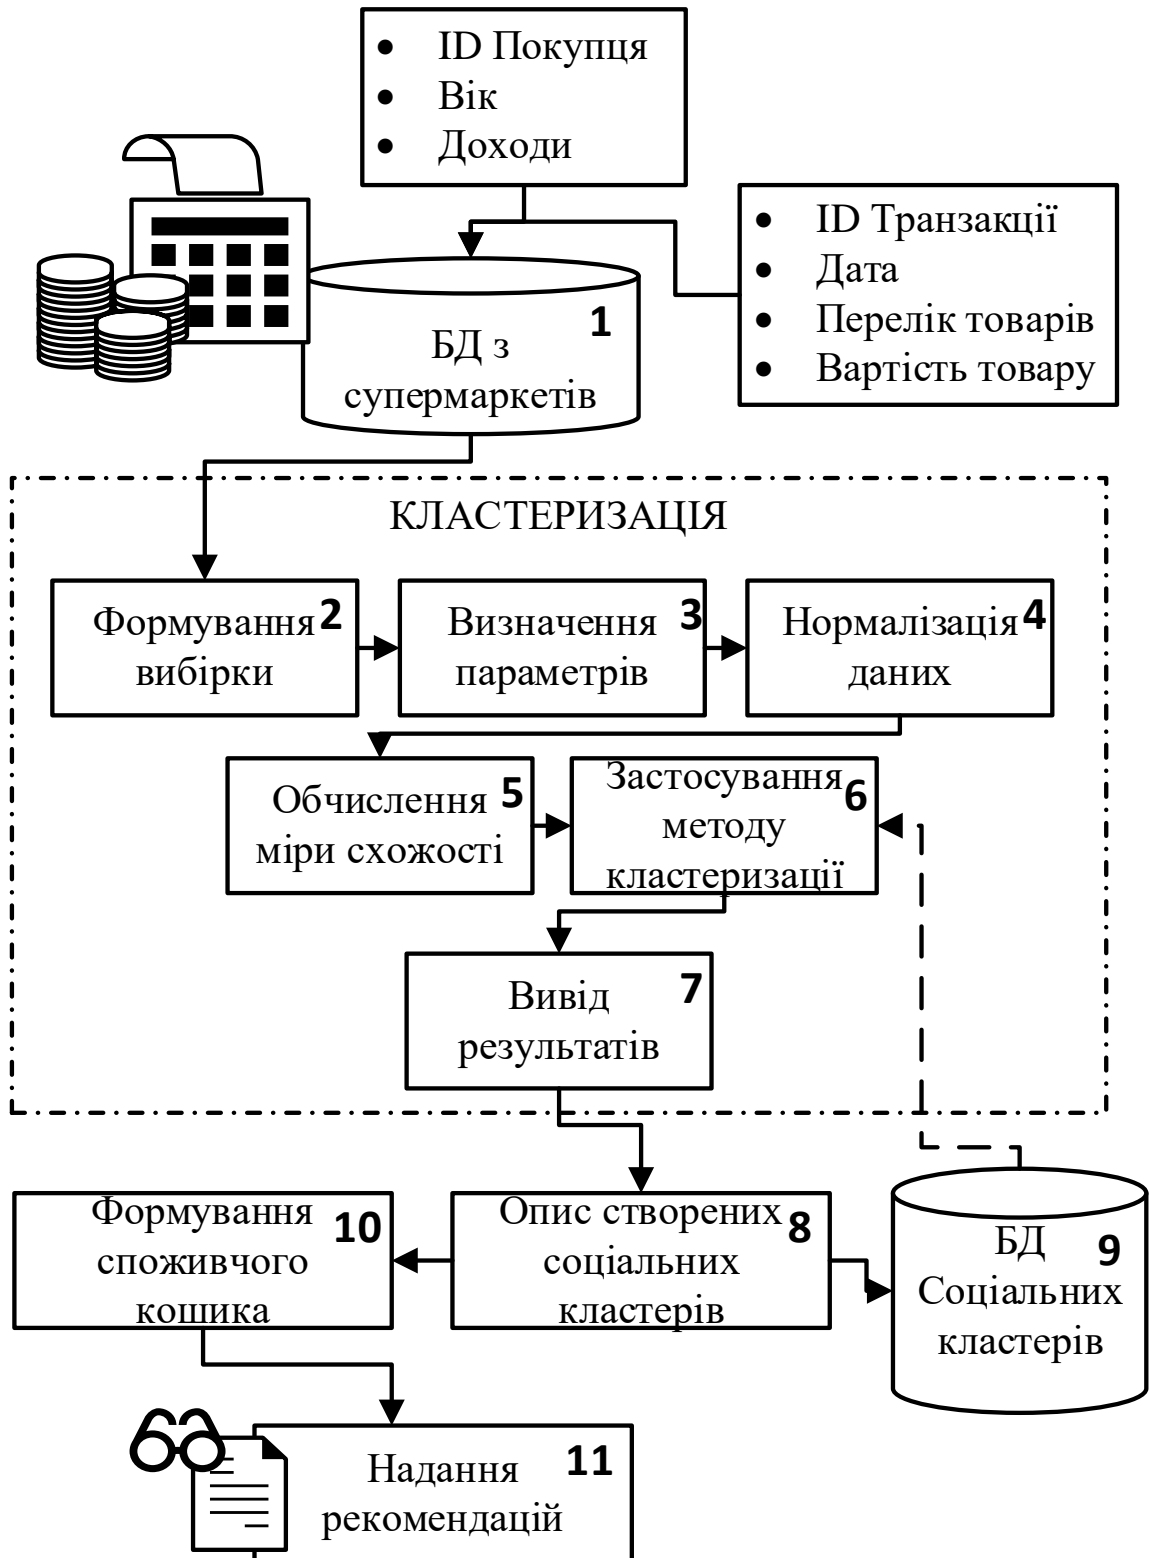 • ID Покупця
• Вік
• Доходи
• ID Транзакції
• Дата
• Перелік товарів
• Вартість товару
1
БД з
супермаркетів
КЛАСТЕРИЗАЦІЯ
Формування 2
вибірки
Визначення 3
параметрів
Нормалізація 4
даних
Обчислення 5
міри схожості
Застосування 6
методу
кластеризації
Вивід 7
результатів
Формування 10
споживчого
кошика
Опис створених 8
соціальних
кластерів
БД 9
Соціальних
кластерів
Надання 11
рекомендацій